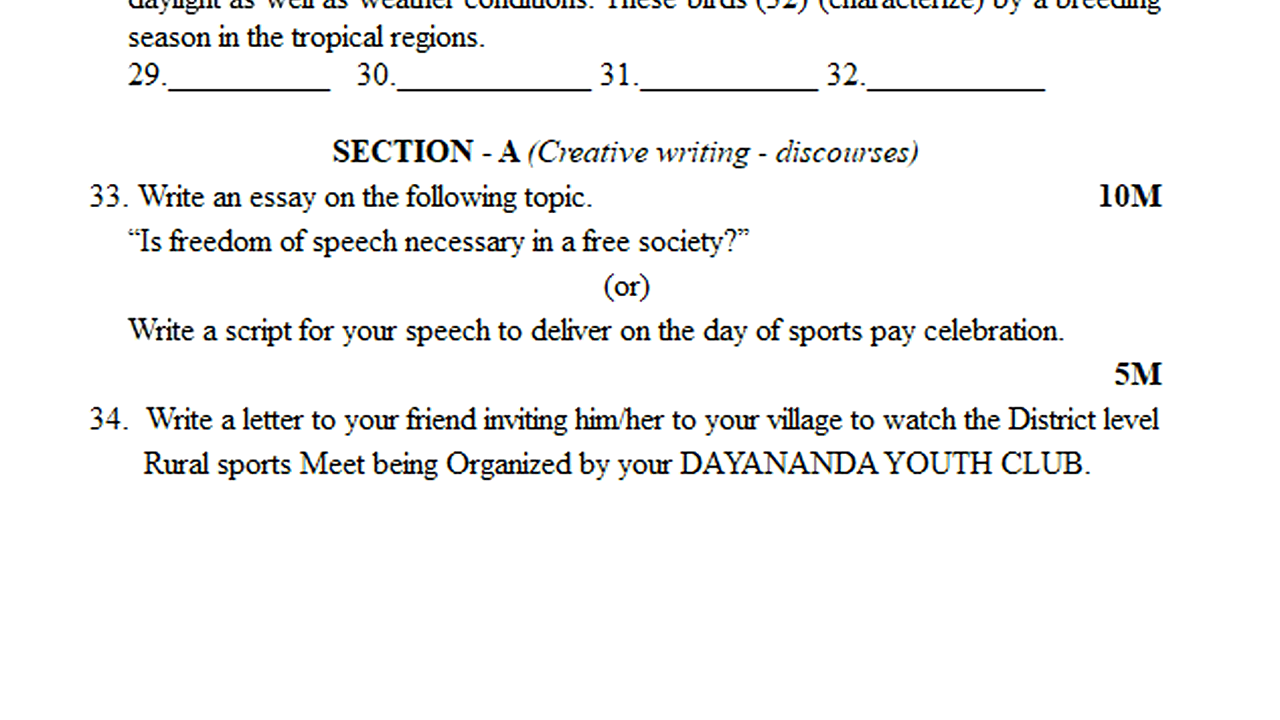 daylight as well as weather conditions. These birds (32) (characterize) by a breeding
season in the tropical regions.
29.__________ 30.____________ 31.___________ 32.___________
SECTION - A (Creative writing - discourses)
33. Write an essay on the following topic. 10M
“Is freedom of speech necessary in a free society?”
(or)
Write a script for your speech to deliver on the day of sports pay celebration.
5M
34. Write a letter to your friend inviting him/her to your village to watch the District level
Rural sports Meet being Organized by your DAYANANDA YOUTH CLUB.